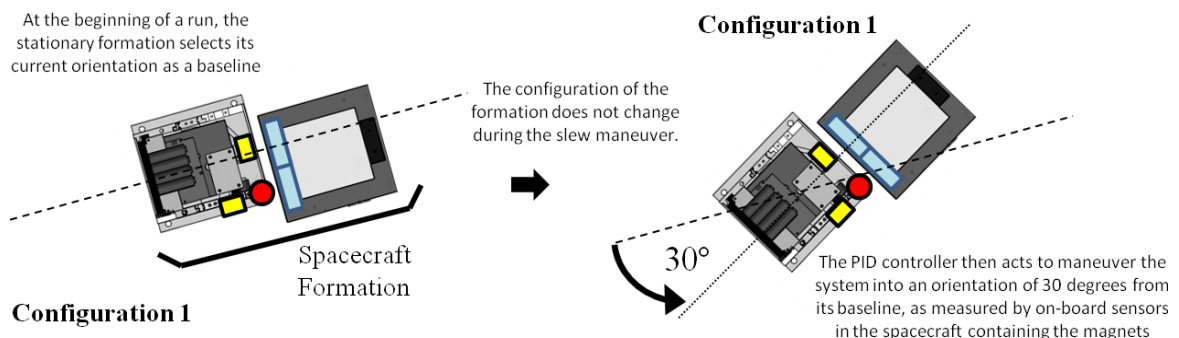 At the beginning of a run, the
stationary formation selects its
current orientation as a baseline
Spacecraft
Formation
Configuration 1
The configuration of the
formation does not change
during the slew maneuver.
Configuration 1
30°
The PID controller then acts to maneuver the
system into an orientation of 30 degrees from
its baseline, as measured by on-board sensors
in the spacecraft containing the magnets